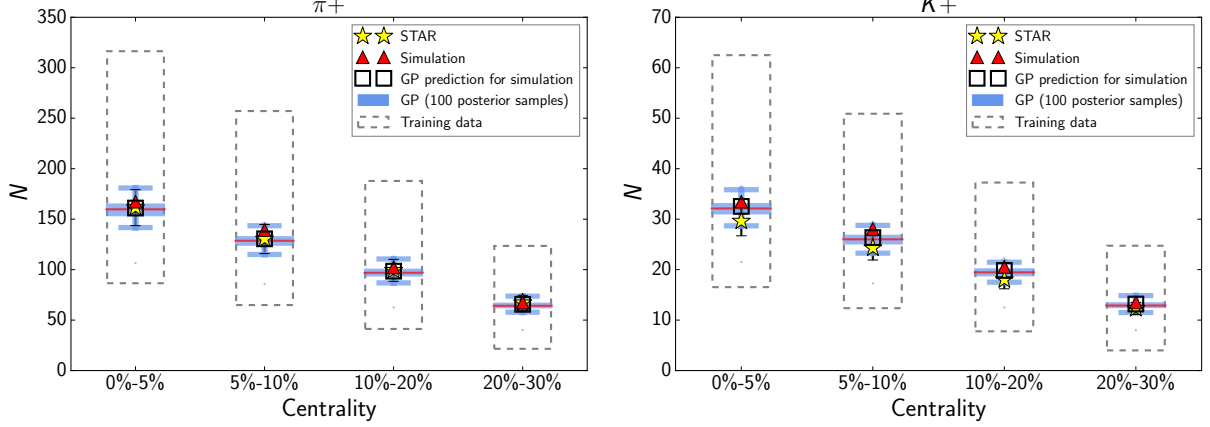 π+
350
300
250
200
150
100
50
0
N
STAR
Simulation
GP prediction for simulation
GP (100 posterior samples)
Training data
0%-5% 5%-10% 10%-20% 20%-30%
Centrality
K+
70
60
50
40
30
20
10
0
N
STAR
Simulation
GP prediction for simulation
GP (100 posterior samples)
Training data
0%-5% 5%-10% 10%-20% 20%-30%
Centrality